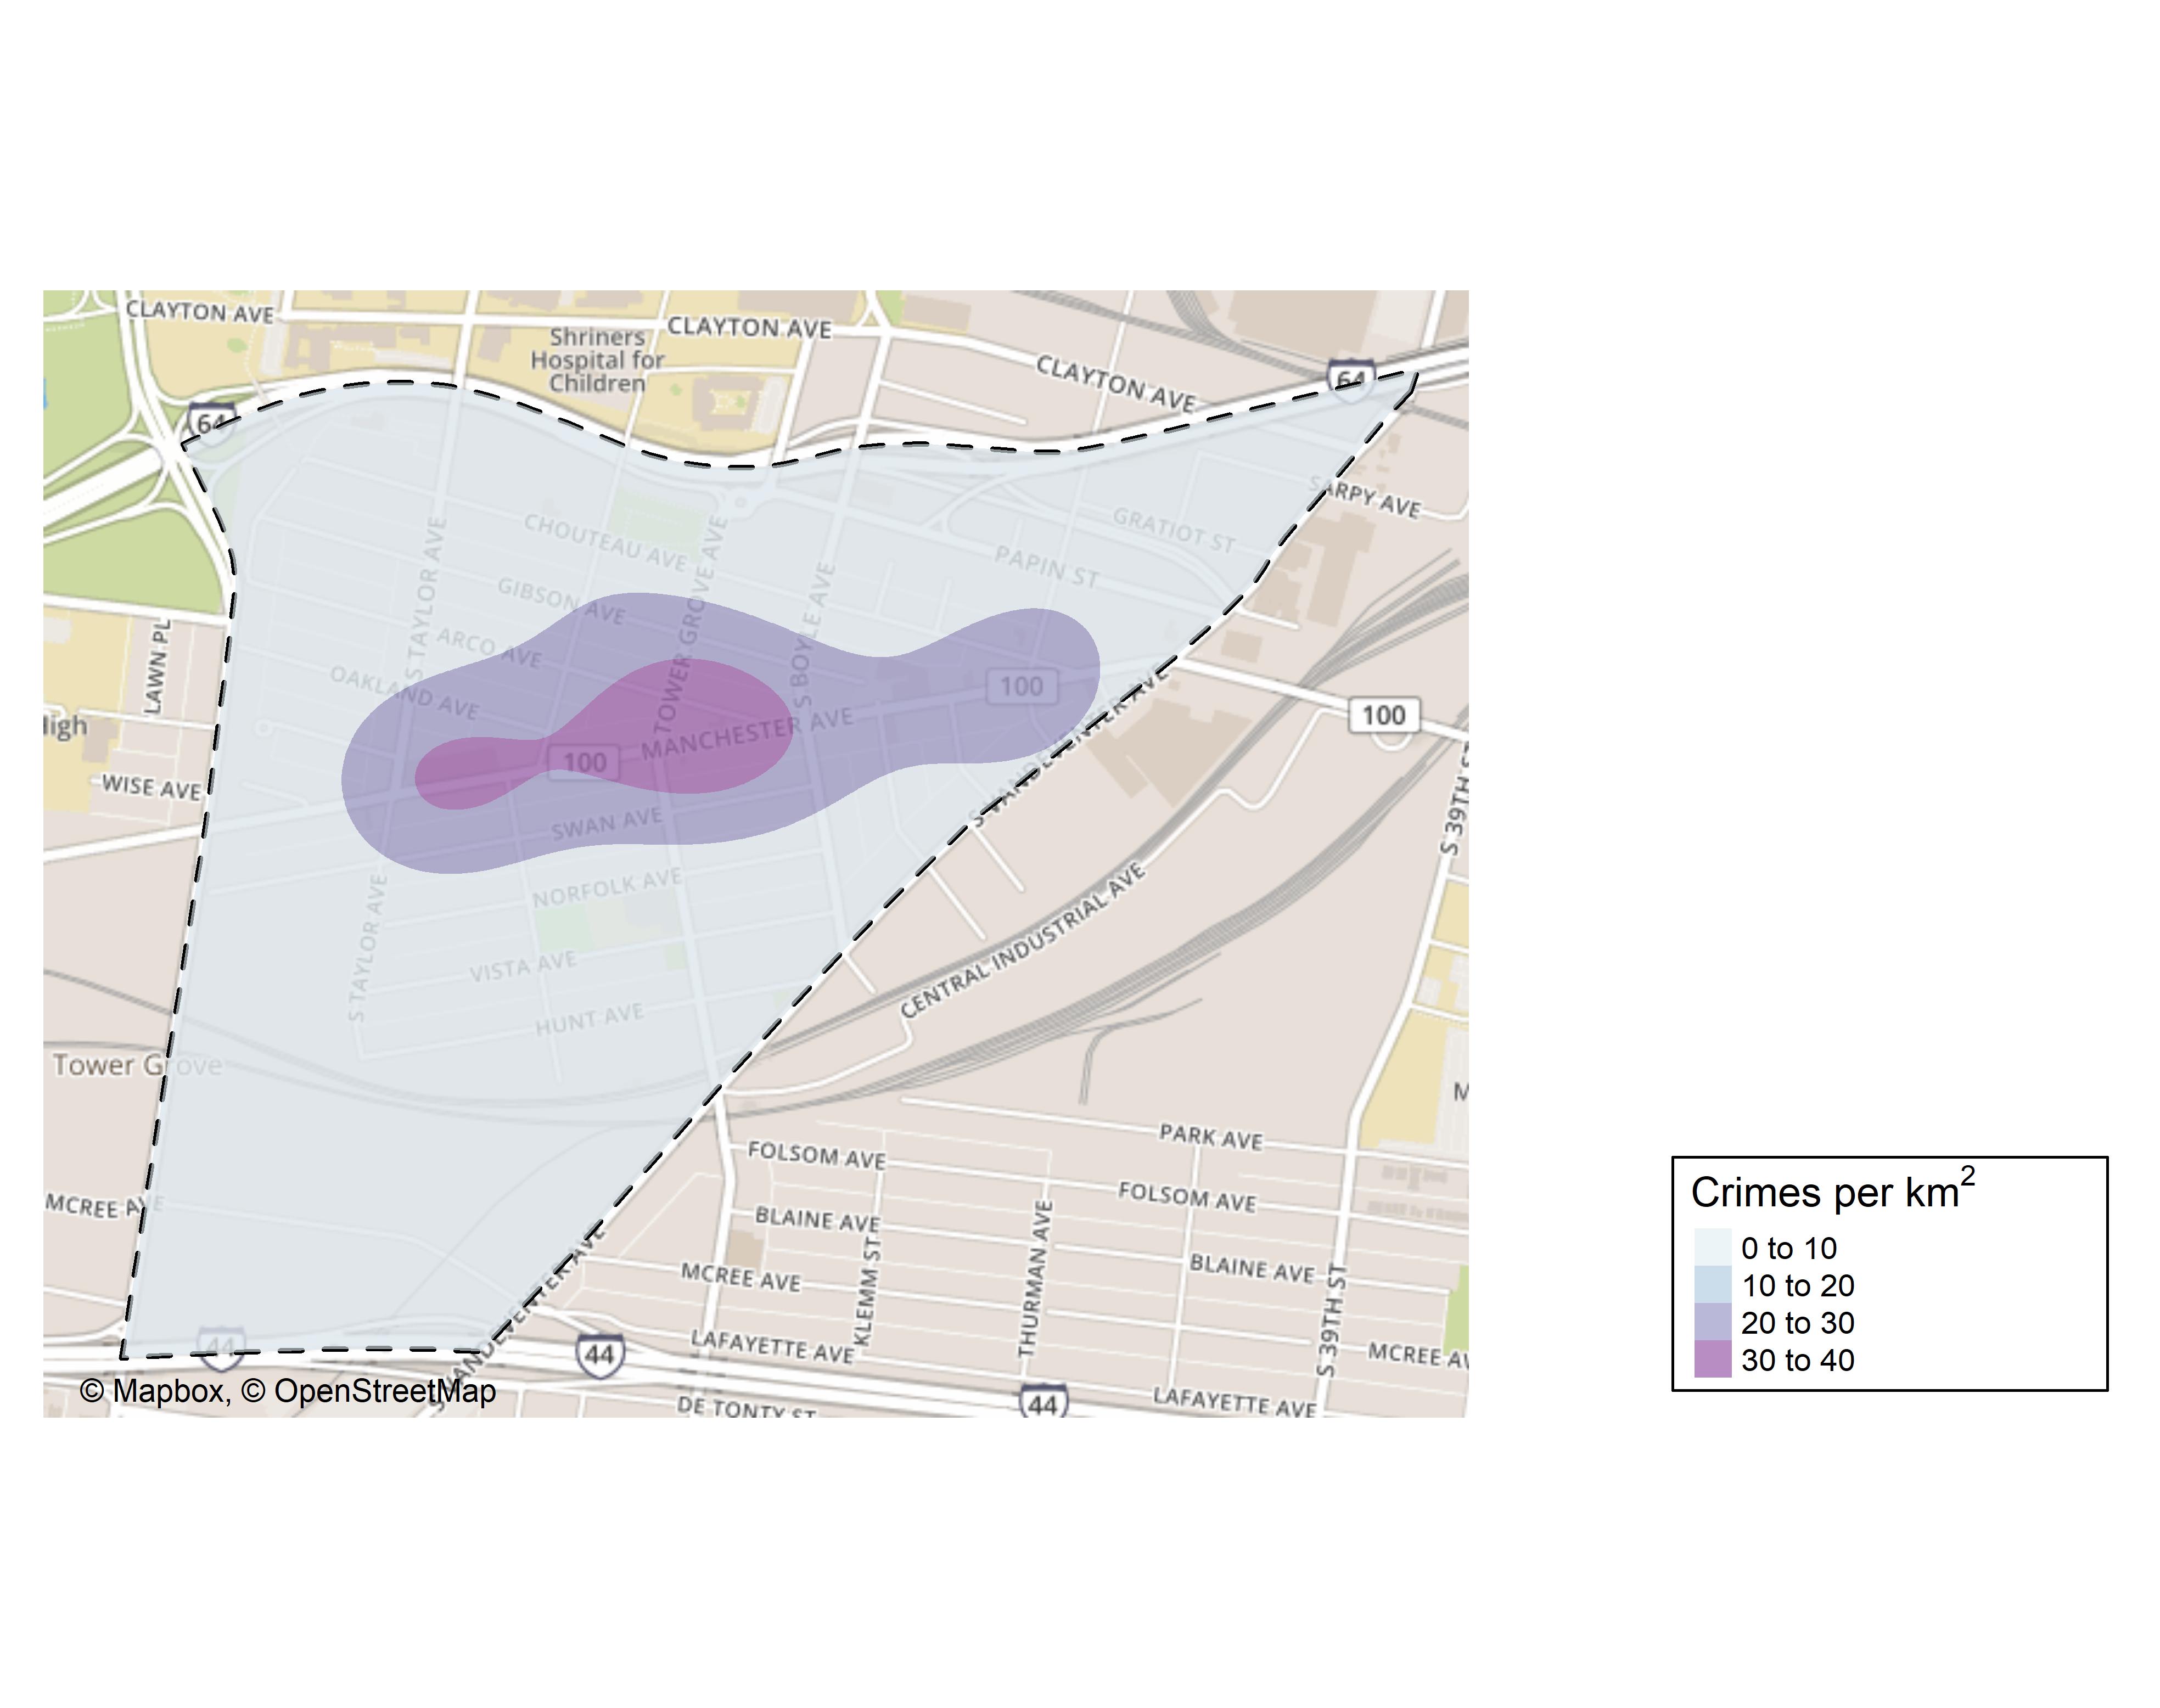 CLAYTON AVE
CLAYTON AVE
Shriners
Hospital for
Children
CLAYTON AVE
64
64
SARPY AVE
GRATIOT ST
CHOUTEAU AVE
PAPIN ST
GIBSON AVE
S TAYLOR AVE
TOWER GROVE AVE
S BOYLE AVE
ARCO AVE
OAKLAND AVE
LAWN PL
100
100
High
MANCHESTER AVE
100
WISE AVE
S VANDEVENTER AVE
SWAN AVE
S 39TH ST
NORFOLK AVE
S TAYLOR AVE
CENTRAL INDUSTRIAL AVE
VISTA AVE
HUNT AVE
Tower Grove
M
PARK AVE
FOLSOM AVE
FOLSOM AVE
MCREE AVE
BLAINE AVE
BLAINE AVE
KLEMM ST
THURMAN AVE
S 39TH ST
MCREE AVE
VANDEVENTER AVE
44
44
LAFAYETTE AVE
MCREE AV
44
LAFAYETTE AVE
DE TONTY ST
© Mapbox, © OpenStreetMap
Crimes per km²
0 to 10
10 to 20
20 to 30
30 to 40